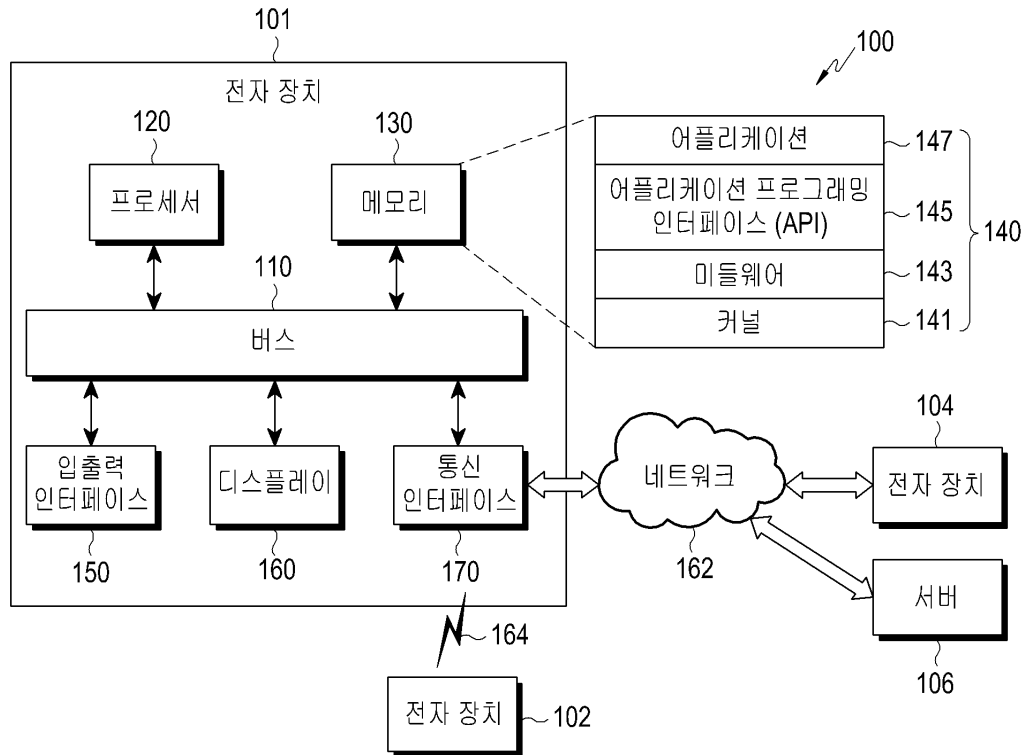 101
전자 장치
100
120
130
프로세서
메모리
어플리케이션
147
어플리케이션 프로그래밍
인터페이스 (API)
145
140
미들웨어
143
커널
141
110
버스
입출력
인터페이스
150
디스플레이
160
통신
인터페이스
170
네트워크
162
104
전자 장치
서버
106
164
전자 장치
102